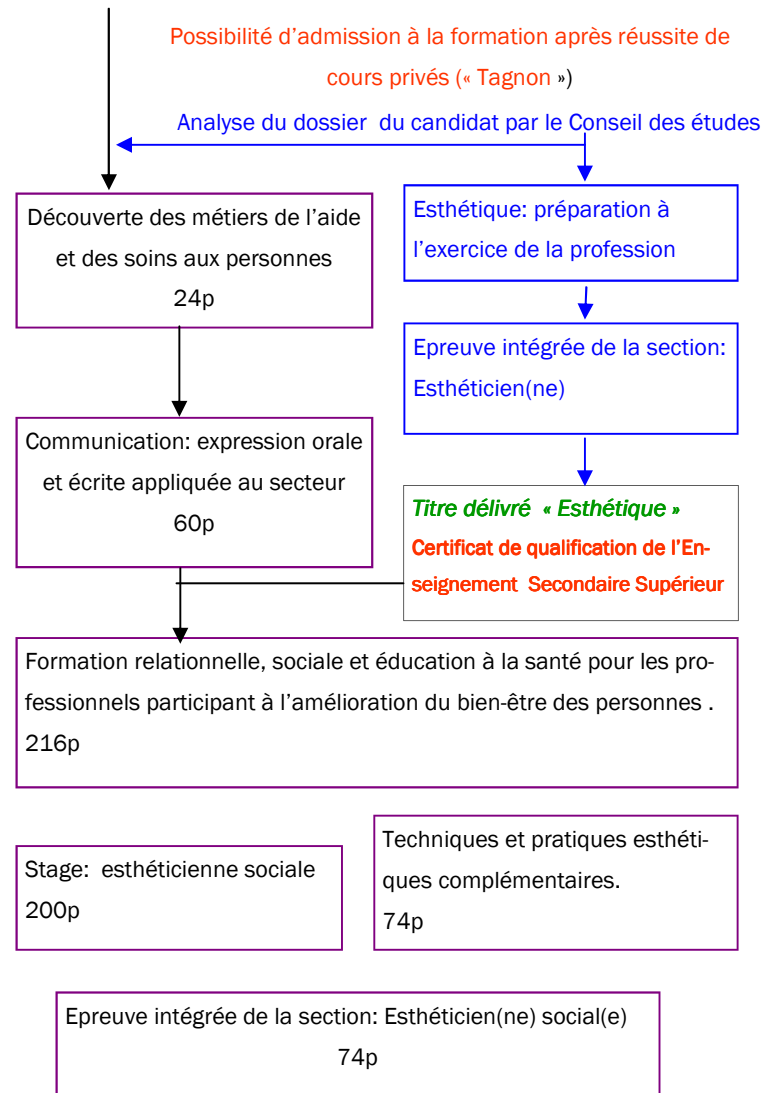 Possibilité d’admission à la formation après réussite de
cours privés (« Tagnon »)
Analyse du dossier du candidat par le Conseil des études
Découverte des métiers de l’aide
et des soins aux personnes
24p
Esthétique: préparation à
l’exercice de la profession
Epreuve intégrée de la section:
Esthéticien(ne)
Communication: expression orale
et écrite appliquée au secteur
60p
Titre délivré « Esthétique »
Certificat de qualification de l’En-
seignement Secondaire Supérieur
Formation relationnelle, sociale et éducation à la santé pour les pro-
fessionnels participant à l’amélioration du bien-être des personnes .
216p
Stage: esthéticienne sociale
200p
Techniques et pratiques esthéti-
ques complémentaires.
74p
Epreuve intégrée de la section: Esthéticien(ne) social(e)
74p